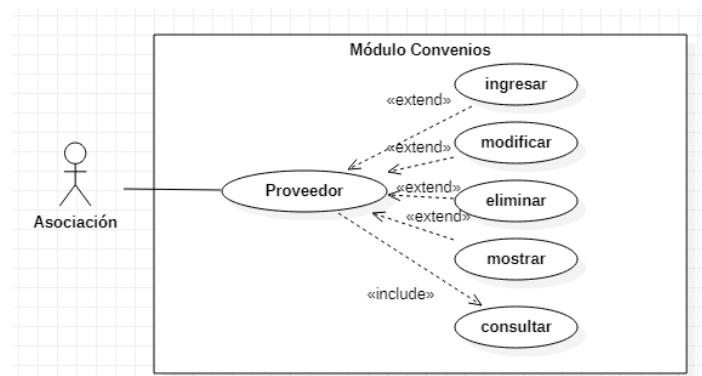 Módulo Convenios
ingresar
«extend»
modificar
«extend»
Proveedor
«extend»
eliminar
«extend»
Asociación
mostrar
«include»
consultar